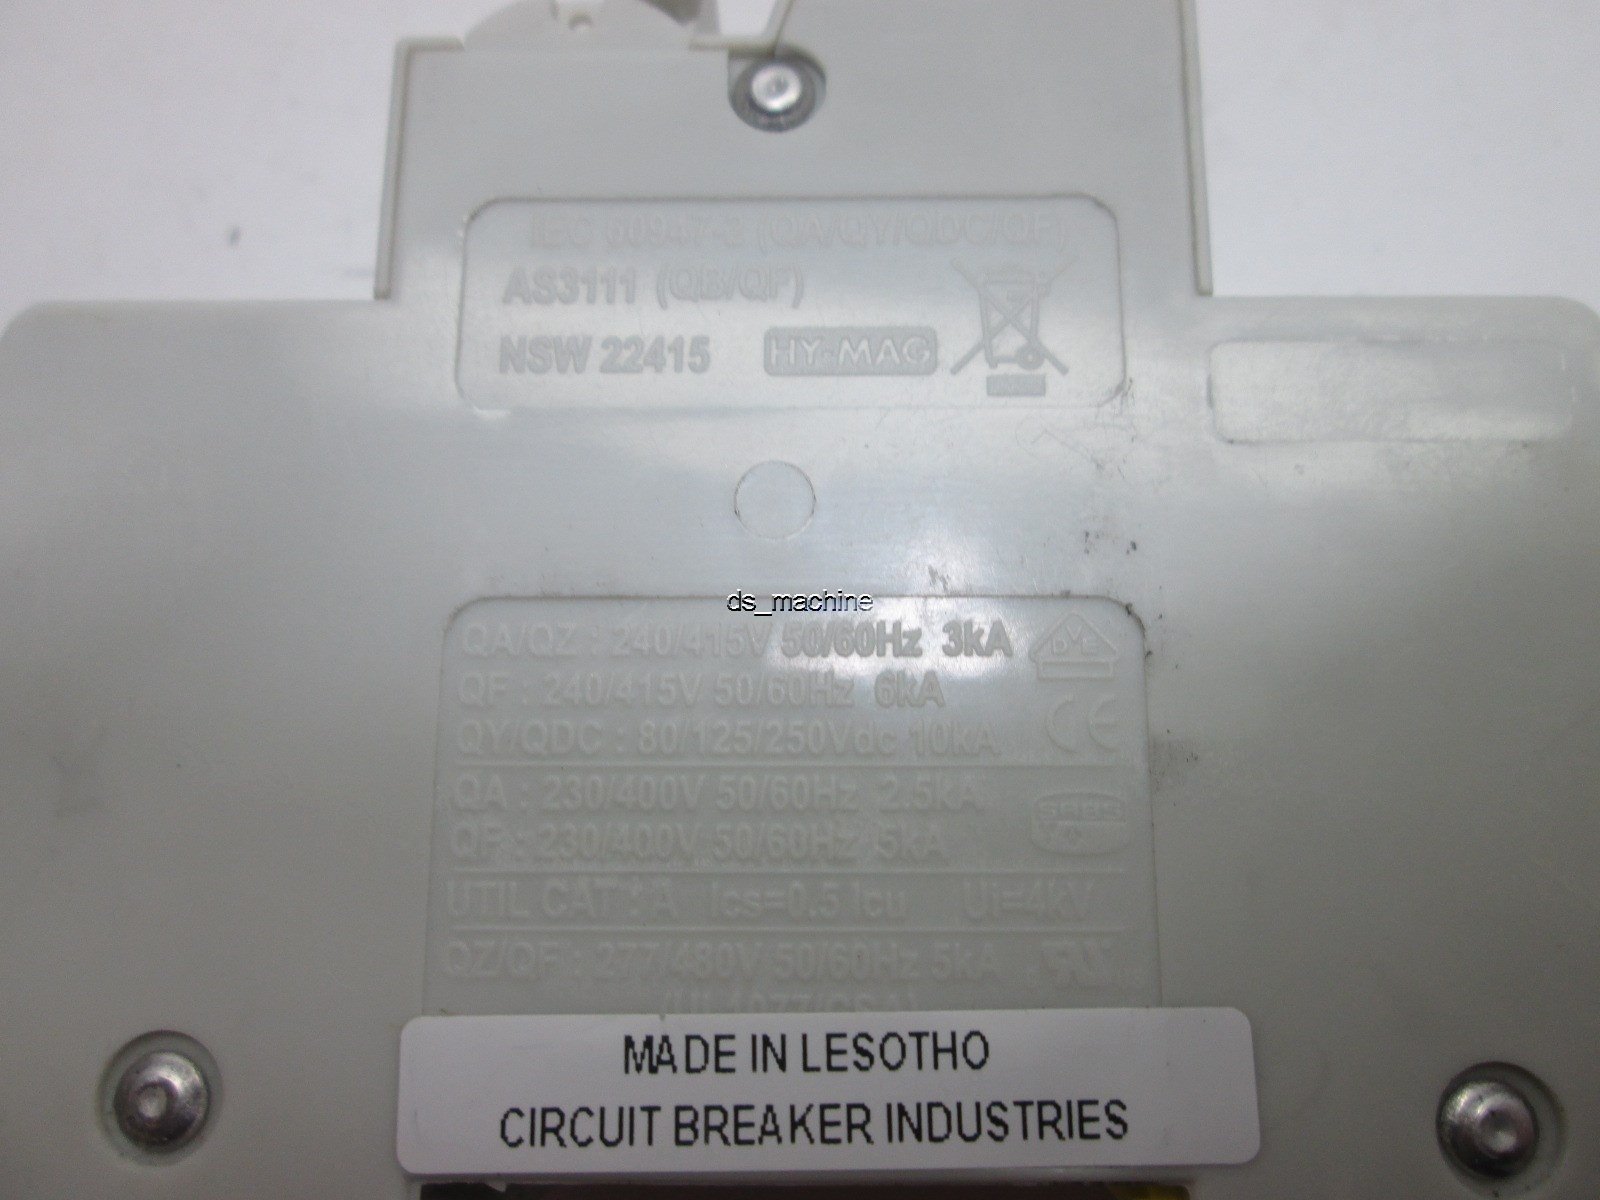 IEC 60947-2 (QA/QY/QDC/QF)
AS3111 (QB/QF)
NSW 22415 HY-MAG
ds_machine
QA/QZ : 240/415V 50/60Hz 3kA
QF : 240/415V 50/60Hz 6kA
QY/QDC : 80/125/250Vdc 10kA
QA : 230/400V 50/60Hz 2.5kA
QF : 230/400V 50/60Hz 5kA
UTIL CAT : A Ics=0.5 Icu Ui=4kV
QZ/QF : 277/480V 50/60Hz 5kA
MADE IN LESOTHO
CIRCUIT BREAKER INDUSTRIES